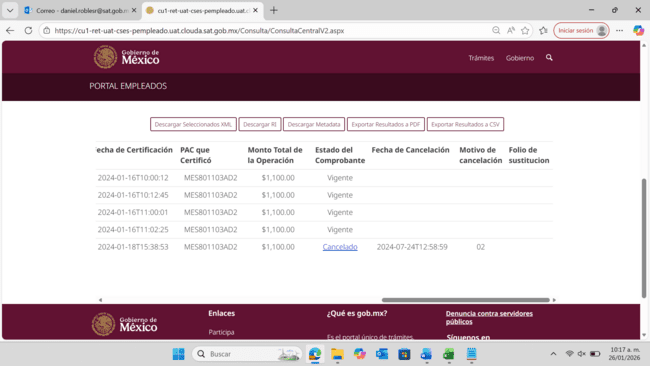 Correo - daniel.roblesr@sat.gob.m
cu1-ret-uat-cses-pempleado.uat.c
https://cu1-ret-uat-cses-pempleado.uat.clouda.sat.gob.mx/Consulta/ConsultaCentralV2.aspx
Iniciar sesión
Gobierno de
México
Trámites
Gobierno
PORTAL EMPLEADOS
Descargar Seleccionados XML
Descargar RI
Descargar Metadata
Exportar Resultados a PDF
Exportar Resultados a CSV
echa de Certificación PAC que Certificó Monto Total de la Operación Estado del Comprobante Fecha de Cancelación Motivo de cancelación Folio de sustitucion
2024-01-16T10:00:12 MES801103AD2 $1,100.00 Vigente
2024-01-16T10:12:45 MES801103AD2 $1,100.00 Vigente
2024-01-16T11:00:01 MES801103AD2 $1,100.00 Vigente
2024-01-16T11:02:25 MES801103AD2 $1,100.00 Vigente
2024-01-18T15:38:53 MES801103AD2 $1,100.00 Cancelado 2024-07-24T12:58:59 02
Gobierno de
México
Enlaces
Participa
¿Qué es gob.mx?
Es el portal único de trámites,
Denuncia contra servidores
públicos
Síguenos en
Buscar
10:17 a. m.
26/01/2026